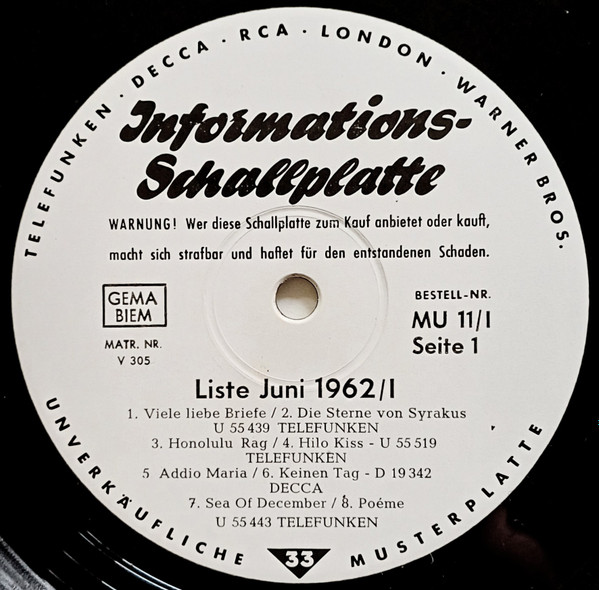 TELEFUNKEN · DECCA · RCA · LONDON · WARNER BROS.
Informations-
Schallplatte
WARNUNG! Wer diese Schallplatte zum Kauf anbietet oder kauft,
macht sich strafbar und haftet für den entstandenen Schaden.
GEMA
BIEM
MATR. NR.
V 305
BESTELL-NR.
MU 11/I
Seite 1
Liste Juni 1962/I
1. Viele liebe Briefe / 2. Die Sterne von Syrakus
U 55 439 TELEFUNKEN
3. Honolulu Rag / 4. Hilo Kiss - U 55 519
TELEFUNKEN
5 Addio Maria / 6. Keinen Tag - D 19 342
DECCA
7. Sea Of December / 8. Poéme
U 55 443 TELEFUNKEN
UNVERKÄUFLICHE 33 MUSTERPLATTE